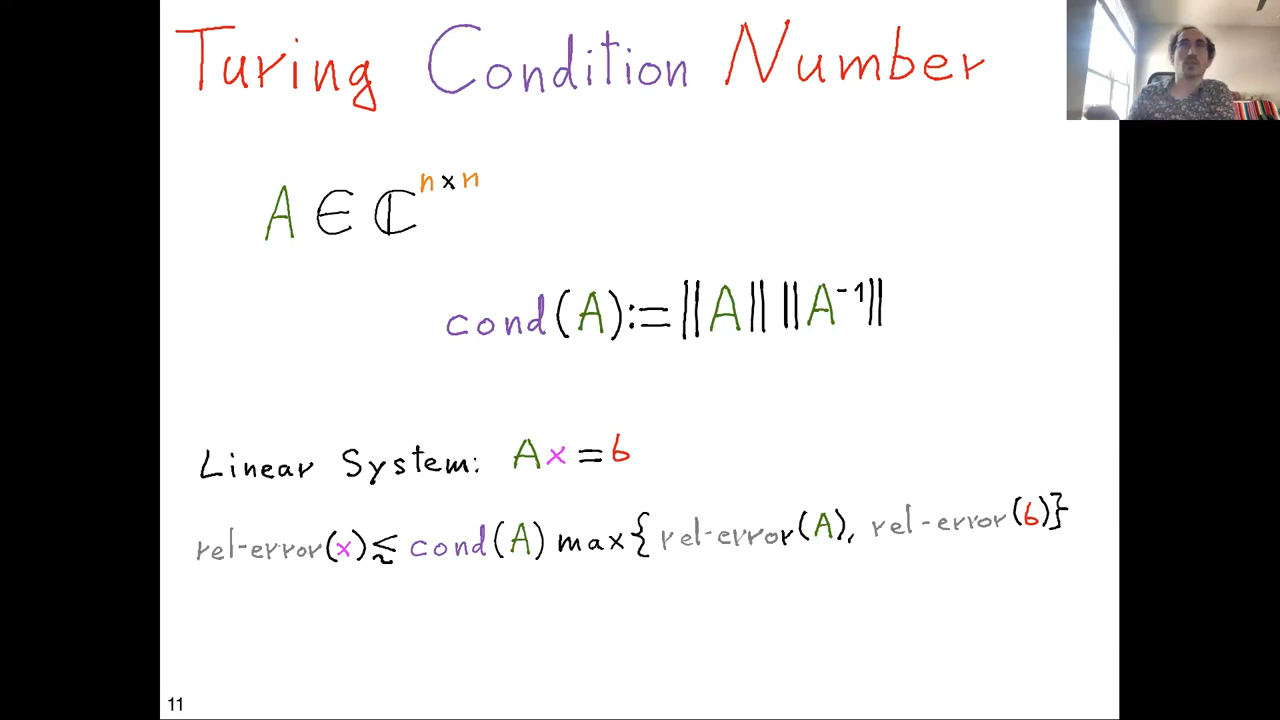 Turing Condition Number
A ∈ ℂ^{n×n}
cond(A) := ||A|| ||A⁻¹||
Linear System: Ax = b
rel-error(x) ≲ cond(A) max{rel-error(A), rel-error(b)}
11